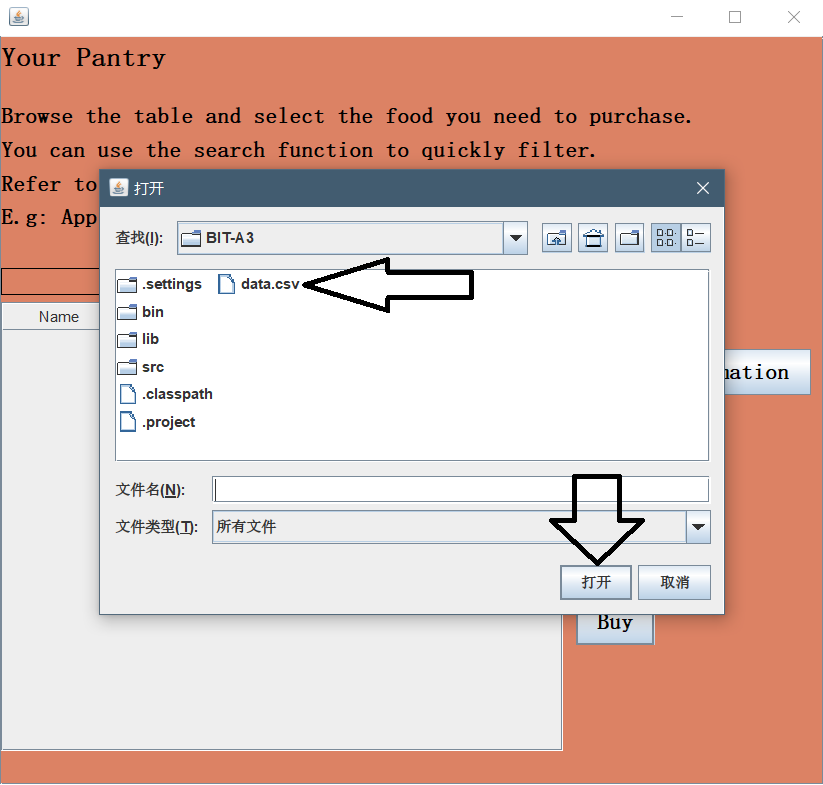 Your Pantry
Browse the table and select the food you need to purchase.
You can use the search function to quickly filter.
Refer to
E.g: App
打开
查找(I):
BIT-A3
.settings
data.csv
bin
lib
src
.classpath
.project
文件名(N):
文件类型(T):
所有文件
打开
取消
Name
Buy